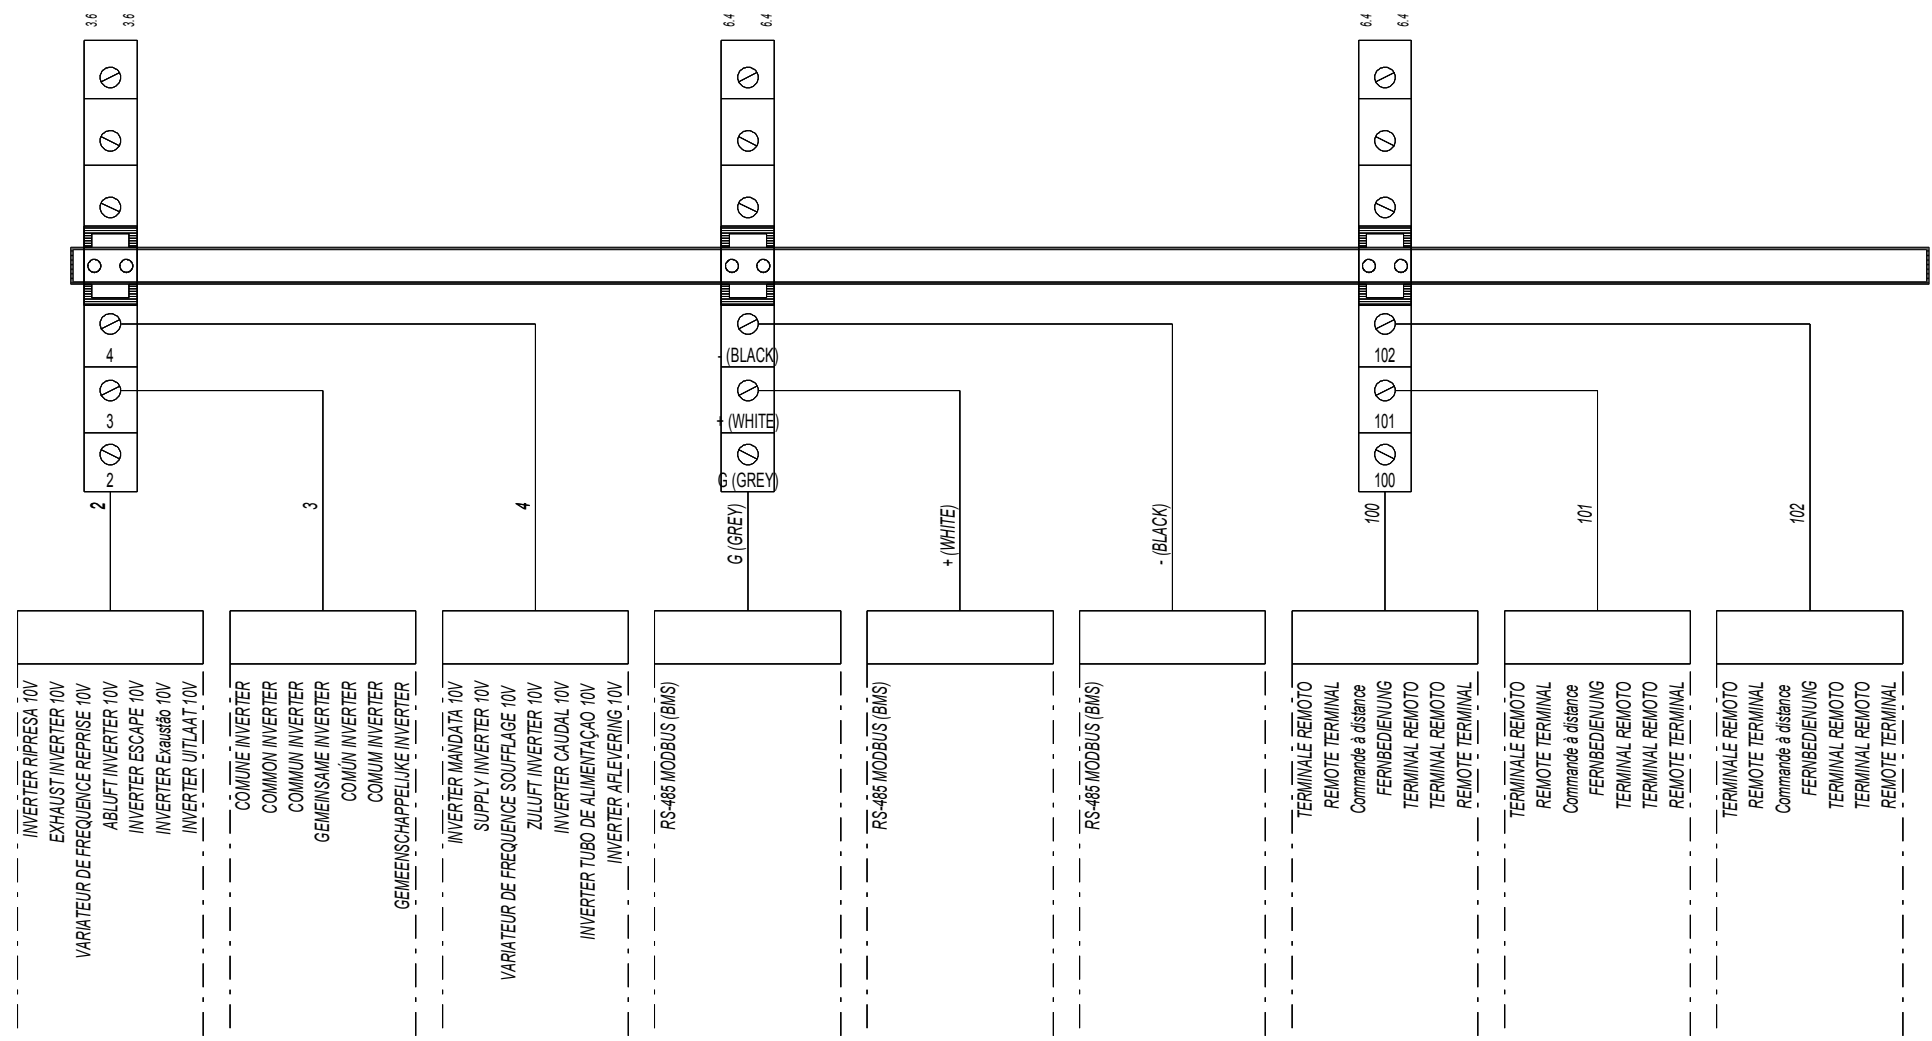 3.6
3.6
6.4
6.4
6.4
6.4
4
3
2
- (BLACK)
+ (WHITE)
G (GREY)
102
101
100
2
3
4
G (GREY)
+ (WHITE)
- (BLACK)
100
101
102
INVERTER RIPRESA 10V
EXHAUST INVERTER 10V
VARIATEUR DE FREQUENCE REPRISE 10V
ABLUFT INVERTER 10V
INVERTER ESCAPE 10V
INVERTER Exaustão 10V
INVERTER UITLAAT 10V
COMUNE INVERTER
COMMON INVERTER
COMMUN INVERTER
GEMEINSAME INVERTER
COMÚN INVERTER
COMUM INVERTER
GEMEENSCHAPPELIJKE INVERTER
INVERTER MANDATA 10V
SUPPLY INVERTER 10V
VARIATEUR DE FREQUENCE SOUFFLAGE 10V
ZULUFT INVERTER 10V
INVERTER CAUDAL 10V
INVERTER TUBO DE ALIMENTAÇAO 10V
INVERTER AFLEVERING 10V
RS-485 MODBUS (BMS)
RS-485 MODBUS (BMS)
RS-485 MODBUS (BMS)
TERMINALE REMOTO
REMOTE TERMINAL
Commande à distance
FERNBEDIENUNG
TERMINAL REMOTO
TERMINAL REMOTO
REMOTE TERMINAL
TERMINALE REMOTO
REMOTE TERMINAL
Commande à distance
FERNBEDIENUNG
TERMINAL REMOTO
TERMINAL REMOTO
REMOTE TERMINAL
TERMINALE REMOTO
REMOTE TERMINAL
Commande à distance
FERNBEDIENUNG
TERMINAL REMOTO
TERMINAL REMOTO
REMOTE TERMINAL